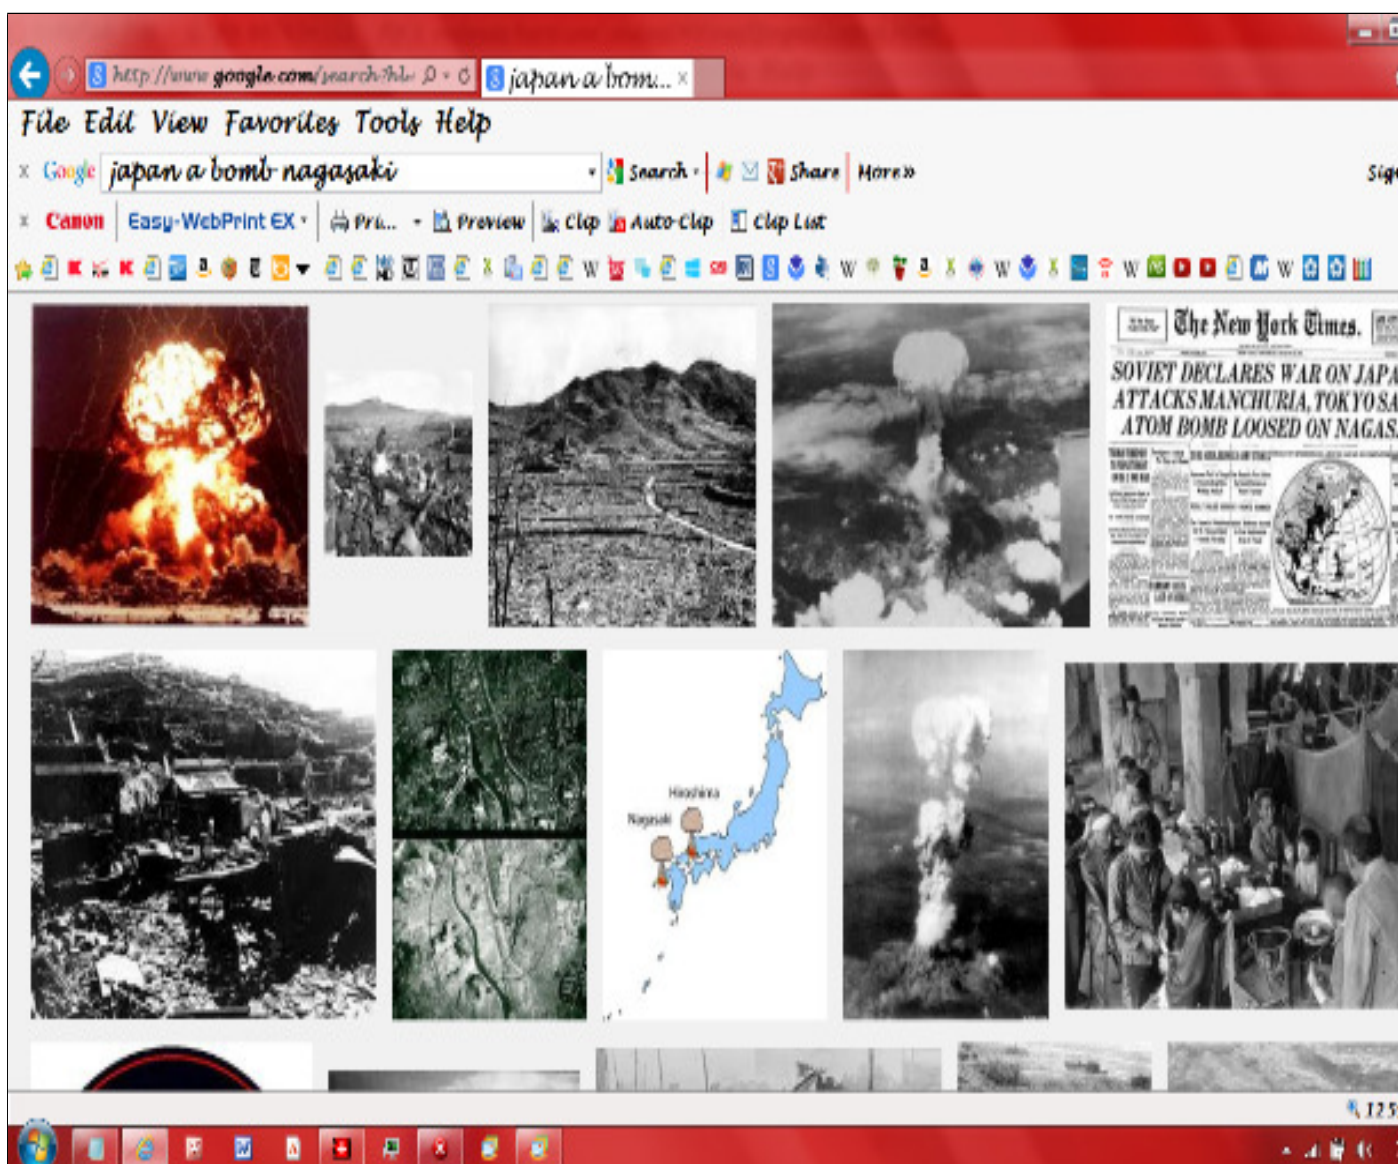 http://www.google.com/search?hl=
japan a bom...
File Edit View Favorites Tools Help
x Google japan a bomb nagasaki Search Share More »
x Canon Easy-WebPrint EX Pri... Preview Clip Auto Clip Clip List
The New York Times.
SOVIET DECLARES WAR ON JAPA
ATTACKS MANCHURIA, TOKYO SA
ATOM BOMB LOOSED ON NAGAS
Hiroshima
Nagasaki
125